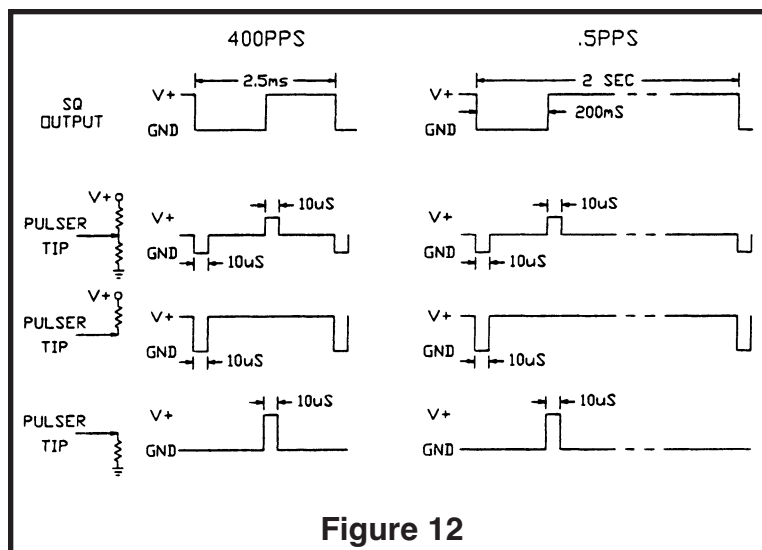 400PPS
.5PPS
SQ
OUTPUT
V+
GND
2.5ms
V+
GND
2 SEC
200mS
V+
PULSER
TIP
V+
GND
10uS
10uS
V+
GND
10uS
10uS
V+
PULSER
TIP
V+
GND
10uS
V+
GND
10uS
PULSER
TIP
V+
GND
10uS
V+
GND
10uS
Figure 12